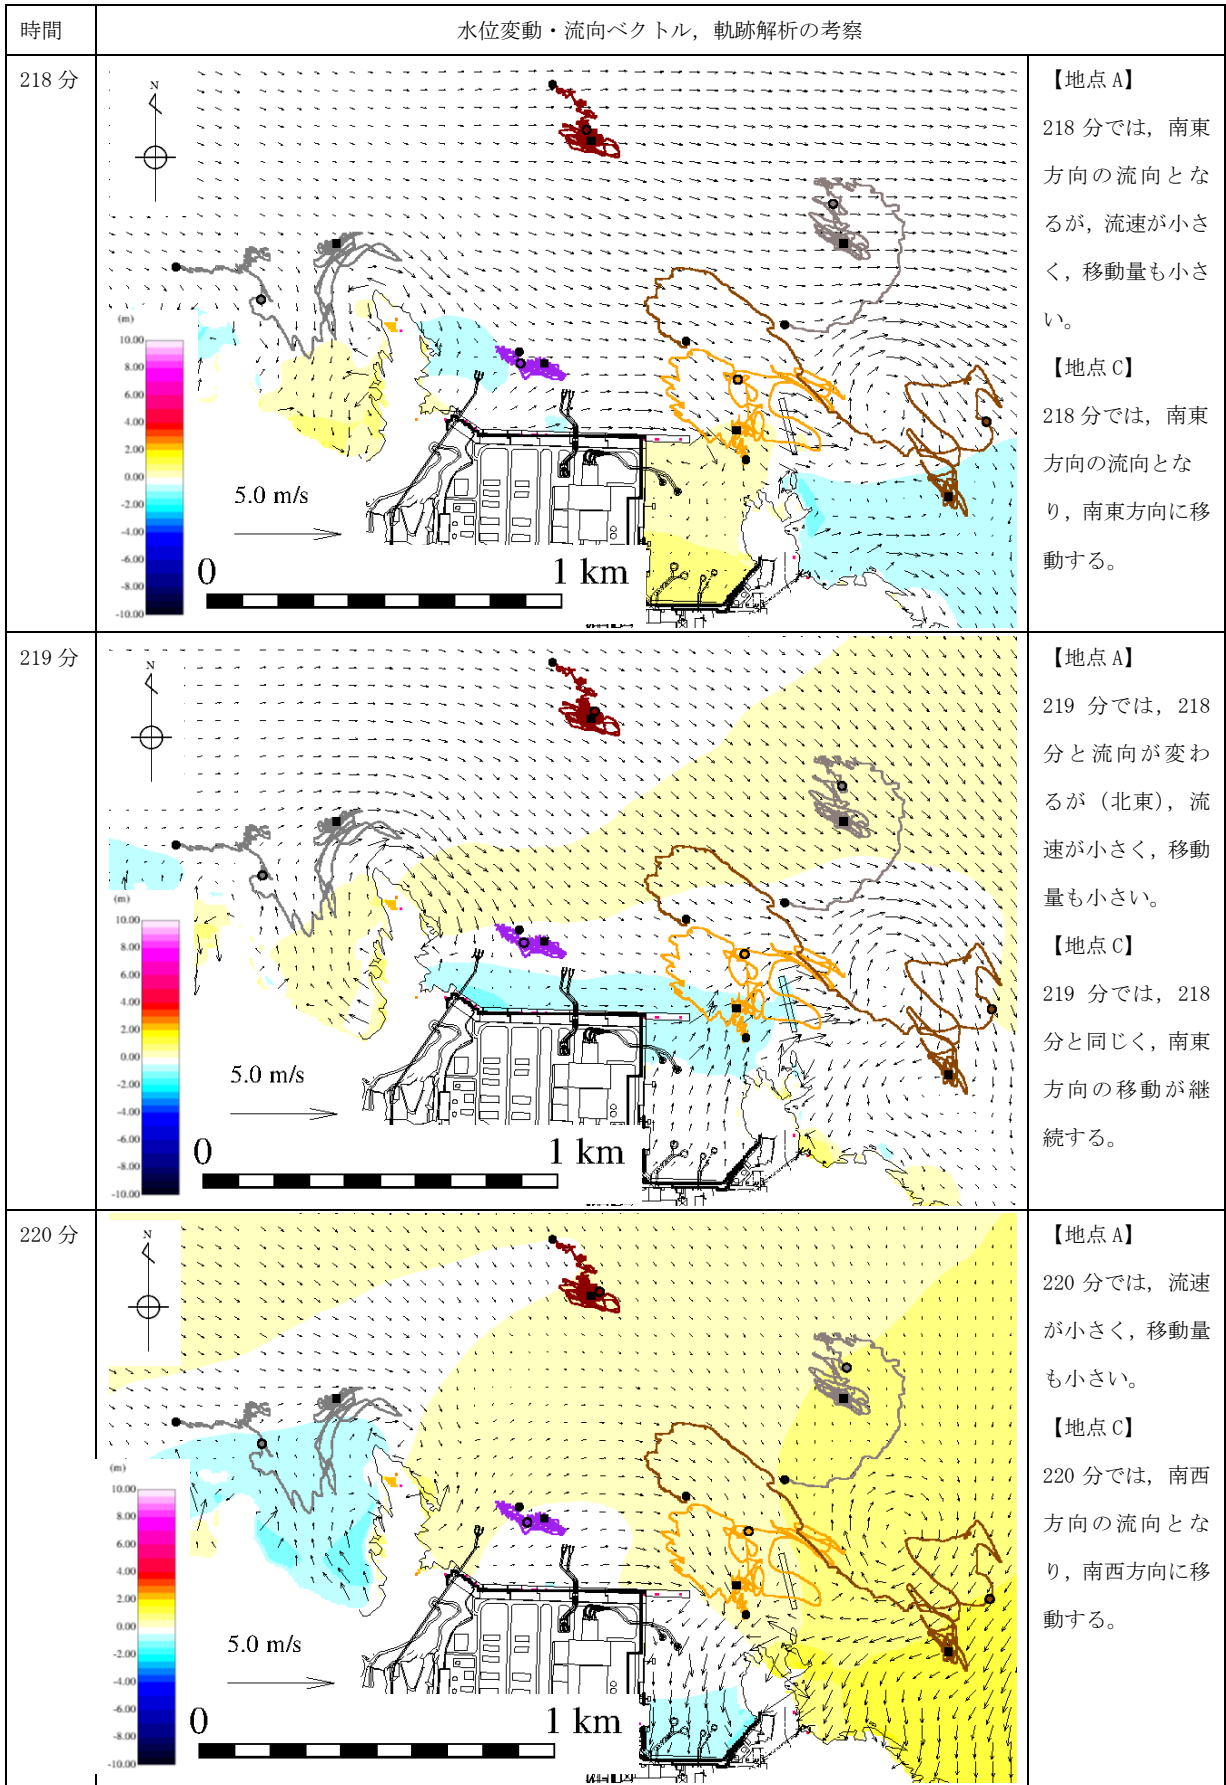 時間
水位変動・流向ベクトル，軌跡解析の考察
218 分
N
(m)
10.00
8.00
6.00
4.00
2.00
0.00
-2.00
-4.00
-6.00
-8.00
-10.00
5.0 m/s
0
1 km
【地点 A】
218 分では，南東
方向の流向とな
るが，流速が小さ
く，移動量も小さ
い。
【地点 C】
218 分では，南東
方向の流向とな
り，南東方向に移
動する。
219 分
N
(m)
10.00
8.00
6.00
4.00
2.00
0.00
-2.00
-4.00
-6.00
-8.00
-10.00
5.0 m/s
0
1 km
【地点 A】
219 分では，218
分と流向が変わ
るが（北東），流
速が小さく，移動
量も小さい。
【地点 C】
219 分では，218
分と同じく，南東
方向の移動が継
続する。
220 分
N
(m)
10.00
8.00
6.00
4.00
2.00
0.00
-2.00
-4.00
-6.00
-8.00
-10.00
5.0 m/s
0
1 km
【地点 A】
220 分では，流速
が小さく，移動量
も小さい。
【地点 C】
220 分では，南西
方向の流向とな
り，南西方向に移
動する。